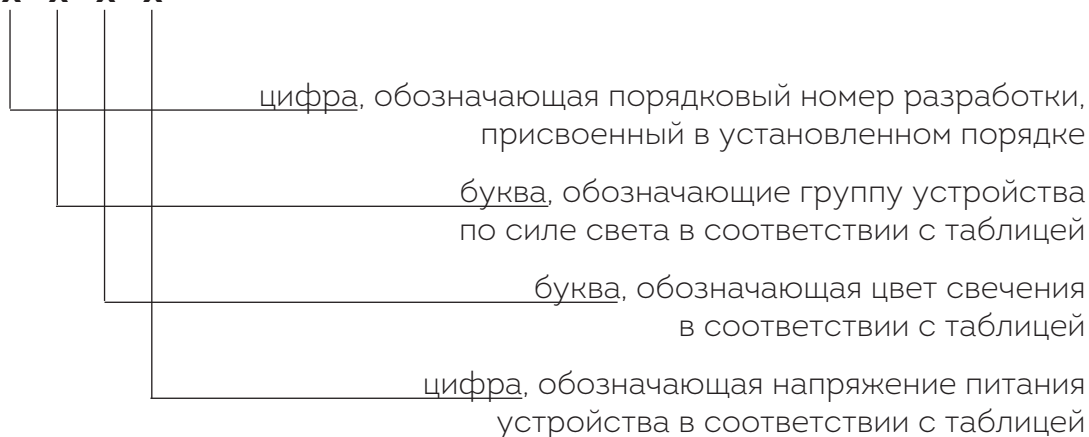 цифра, обозначающая порядковый номер разработки,
присвоенный в установленном порядке
буква, обозначающие группу устройства
по силе света в соответствии с таблицей
буква, обозначающая цвет свечения
в соответствии с таблицей
цифра, обозначающая напряжение питания
устройства в соответствии с таблицей